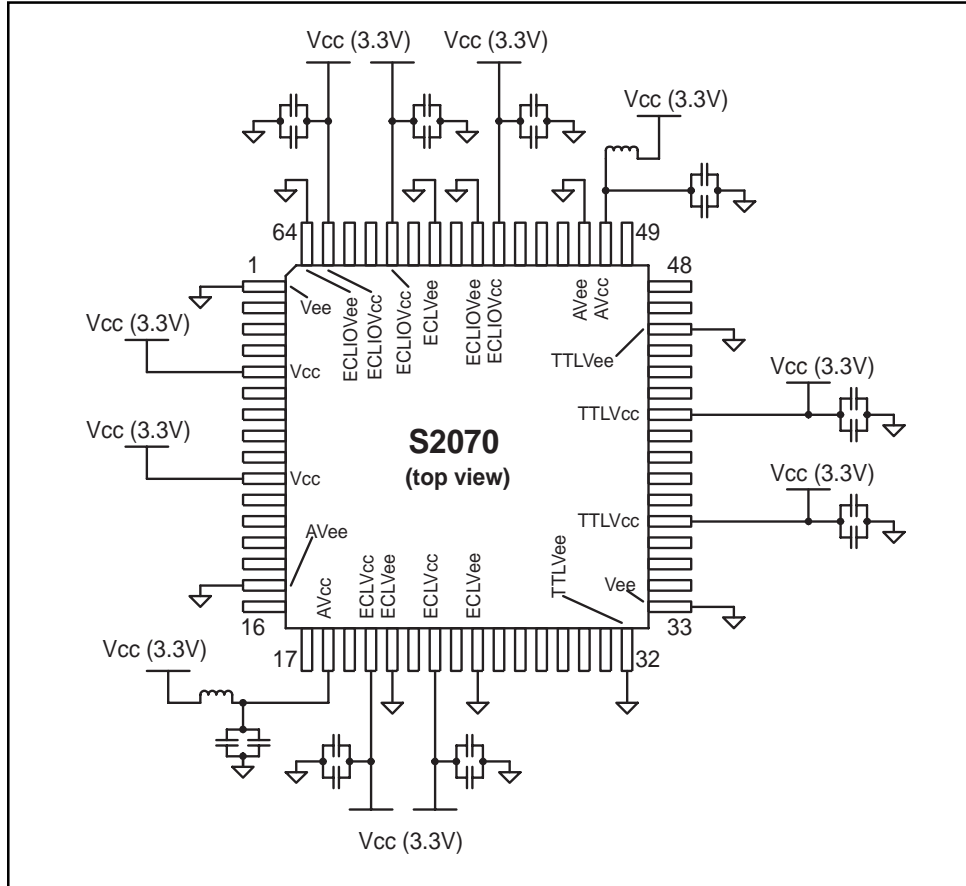 Vcc (3.3V)
Vcc (3.3V)
Vcc (3.3V)
Vcc (3.3V)
64
49
1
48
Vee
ECLIOVee
ECLIOVcc
ECLIOVcc
ECLVee
ECLIOVee
ECLIOVcc
AVee
AVcc
Vcc (3.3V)
Vcc
TTLVee
Vcc (3.3V)
TTLVcc
Vcc (3.3V)
S2070
(top view)
Vcc
Vcc (3.3V)
TTLVcc
AVee
AVcc
ECLVcc
ECLVee
ECLVcc
ECLVee
TTLVee
Vee
16
33
17
32
Vcc (3.3V)
Vcc (3.3V)